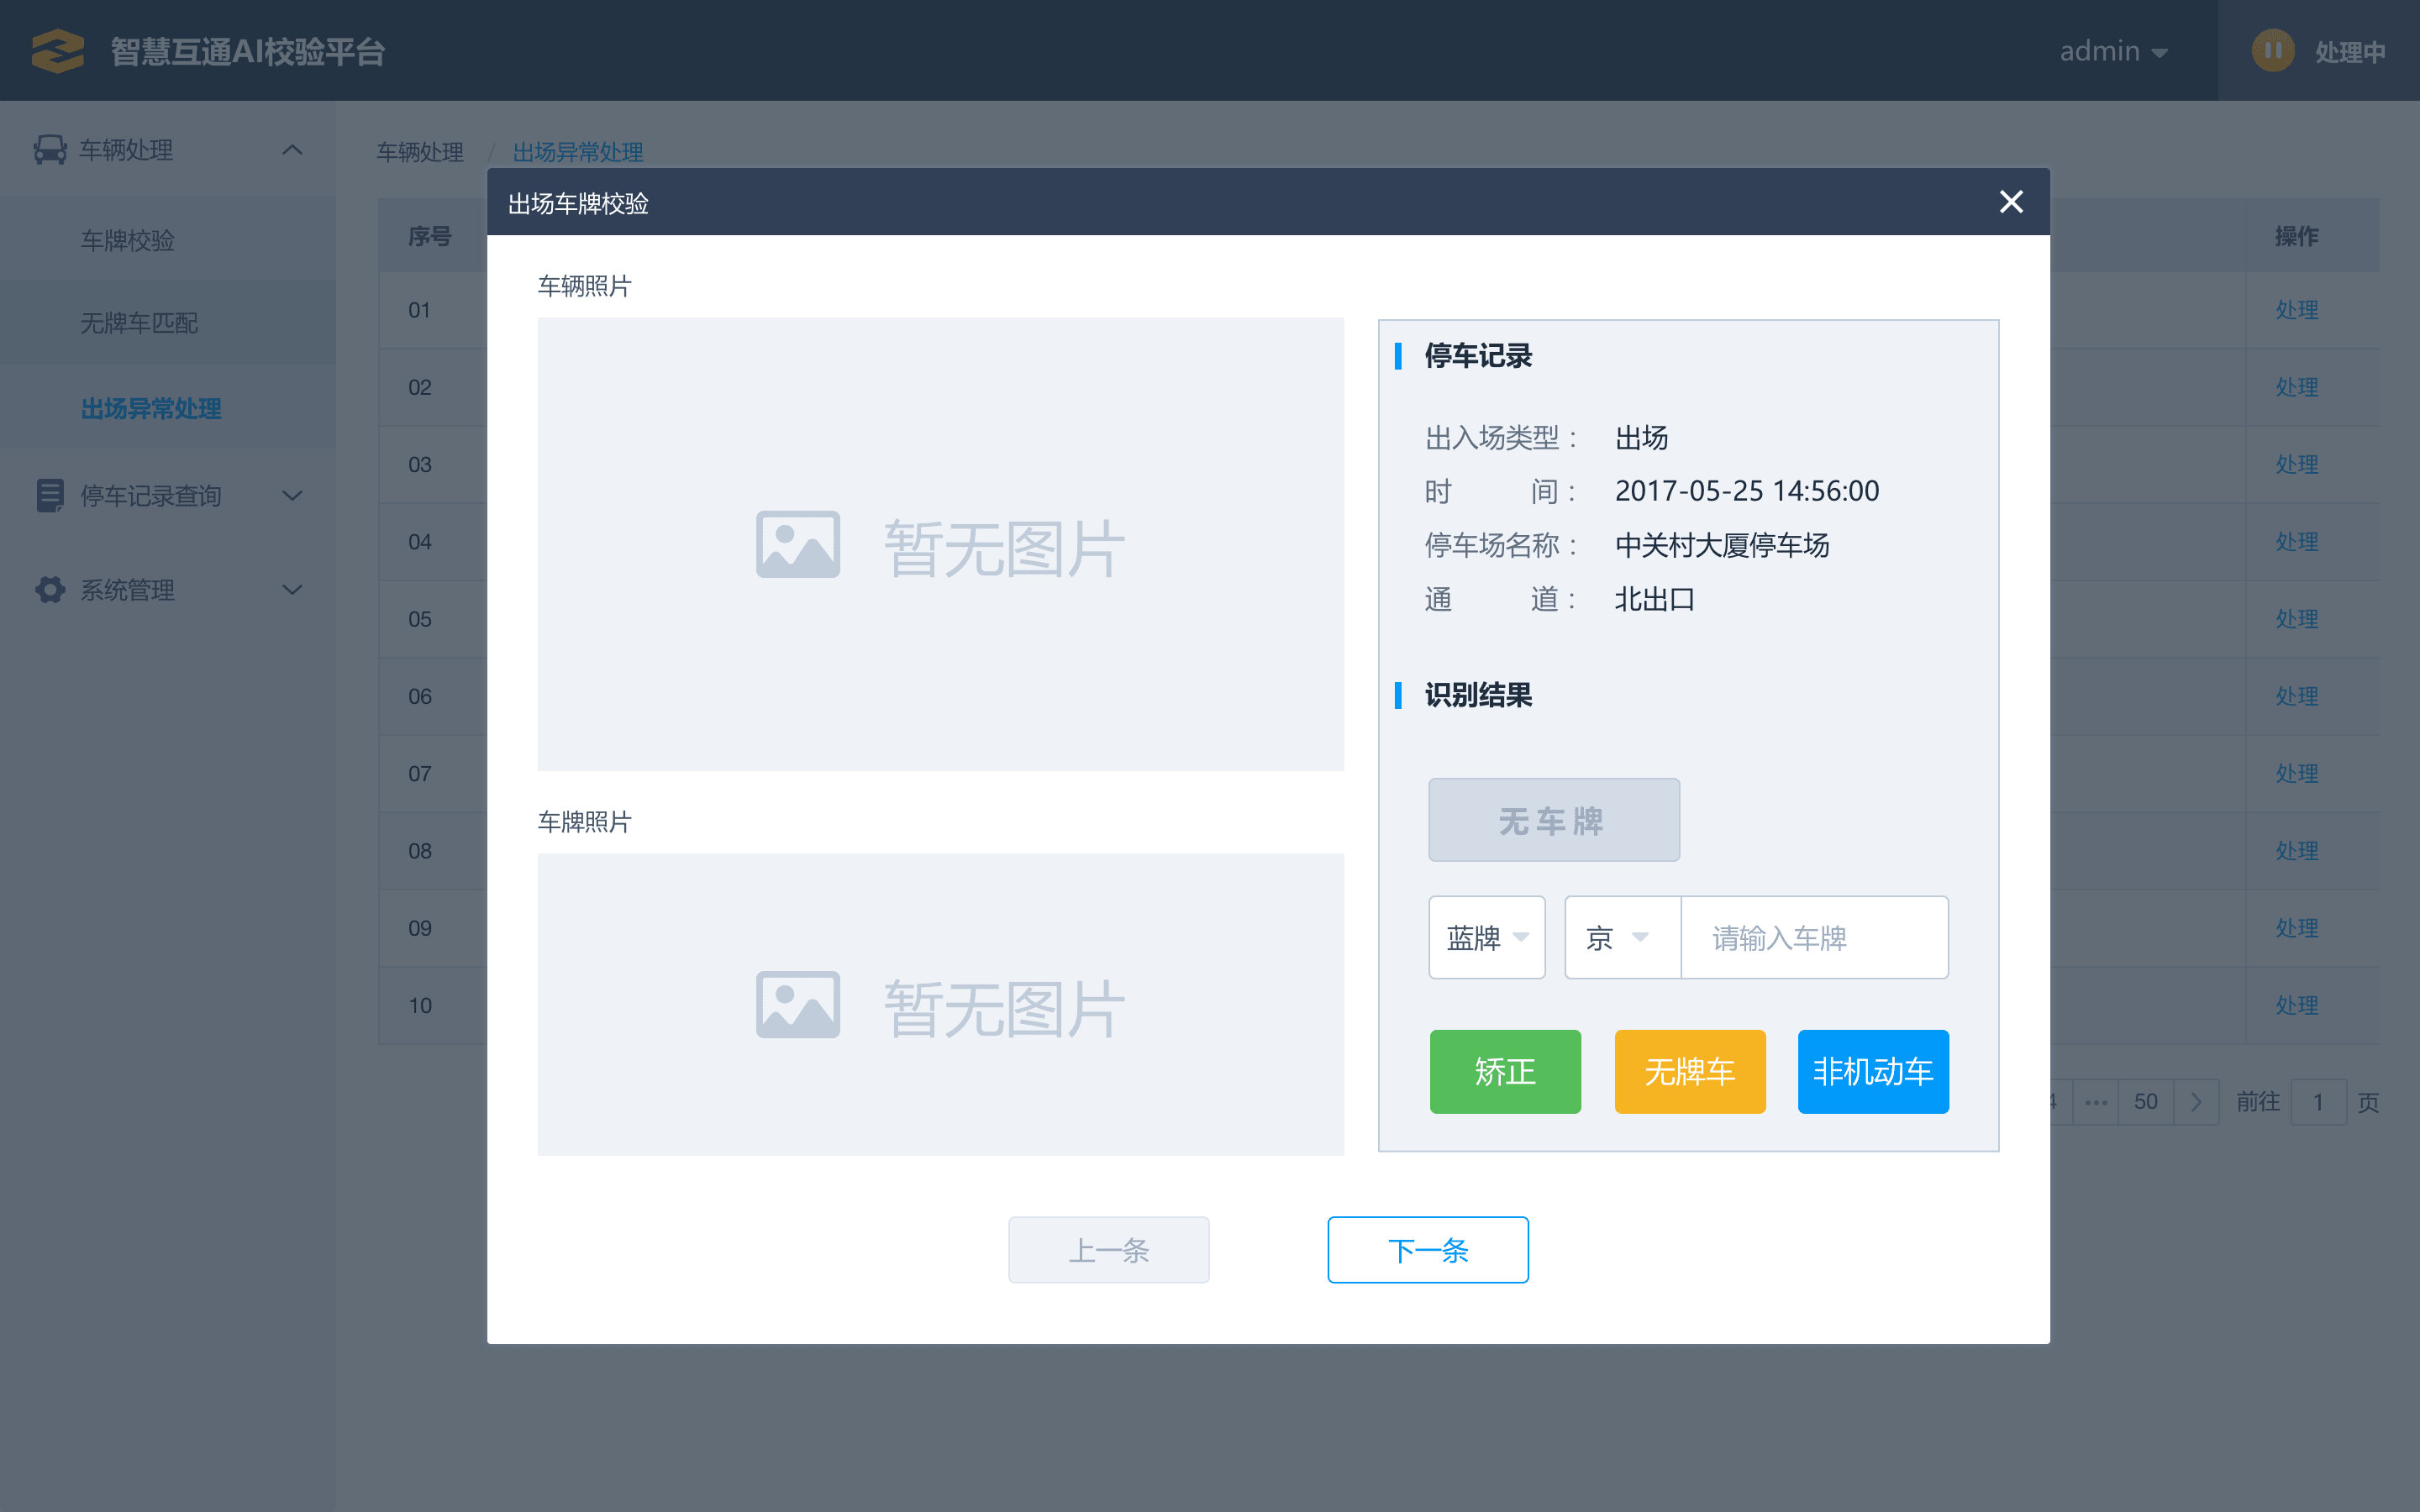 智慧互通AI校验平台
admin
处理中
车辆处理
车牌校验
无牌车匹配
出场异常处理
停车记录查询
系统管理
车辆处理 / 出场异常处理
序号
操作
01
处理
02
处理
03
处理
04
处理
05
处理
06
处理
07
处理
08
处理
09
处理
10
处理
4 ••• 50 前往 1 页
出场车牌校验
车辆照片
暂无图片
车牌照片
暂无图片
停车记录
出入场类型： 出场
时 间： 2017-05-25 14:56:00
停车场名称： 中关村大厦停车场
通 道： 北出口
识别结果
无车牌
蓝牌 京 请输入车牌
矫正 无牌车 非机动车
上一条 下一条